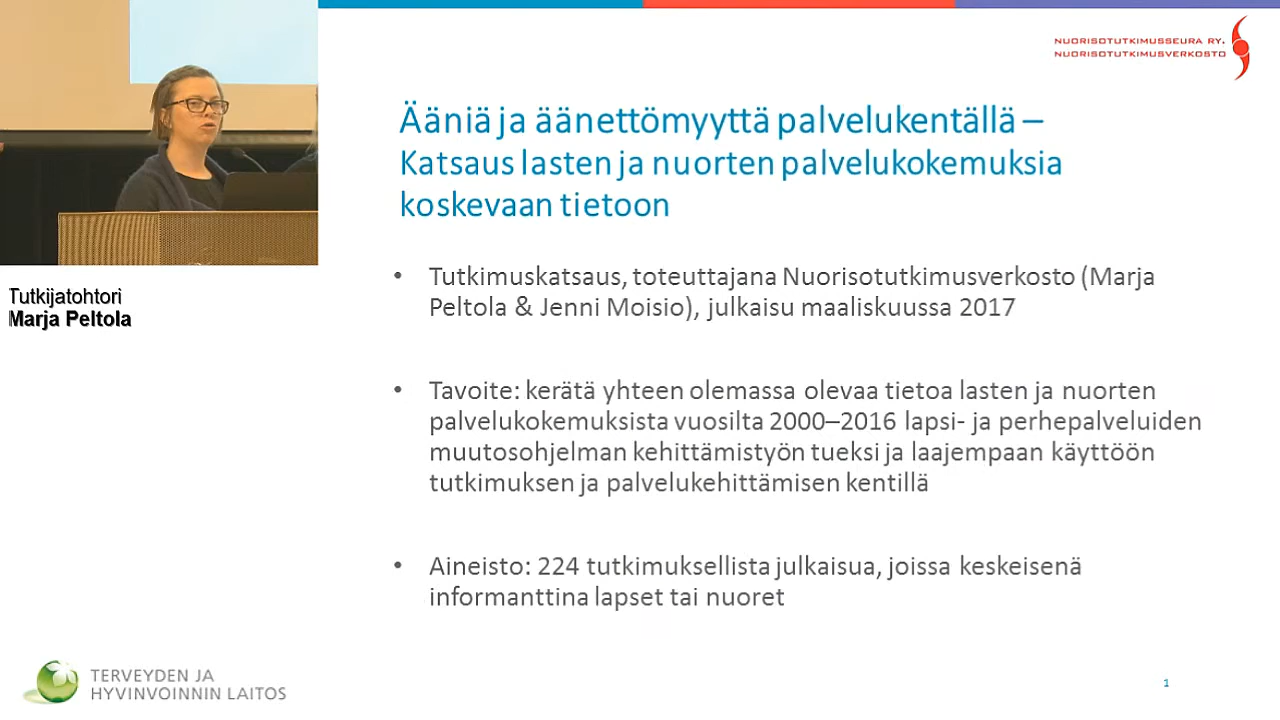 NUORISOTUTKIMUSSEURA RY.
NUORISOTUTKIMUSVERKOSTO
Ääniä ja äänettömyyttä palvelukentällä –
Katsaus lasten ja nuorten palvelukokemuksia
koskevaan tietoon
• Tutkimuskatsaus, toteuttajana Nuorisotutkimusverkosto (Marja
Peltola & Jenni Moisio), julkaisu maaliskuussa 2017
Tutkijatohtori
Marja Peltola
• Tavoite: kerätä yhteen olemassa olevaa tietoa lasten ja nuorten
palvelukokemuksista vuosilta 2000–2016 lapsi- ja perhepalveluiden
muutosohjelman kehittämistyön tueksi ja laajempaan käyttöön
tutkimuksen ja palvelukehittämisen kentillä
• Aineisto: 224 tutkimuksellista julkaisua, joissa keskeisenä
informanttina lapset tai nuoret
TERVEYDEN JA
HYVINVOINNIN LAITOS
1